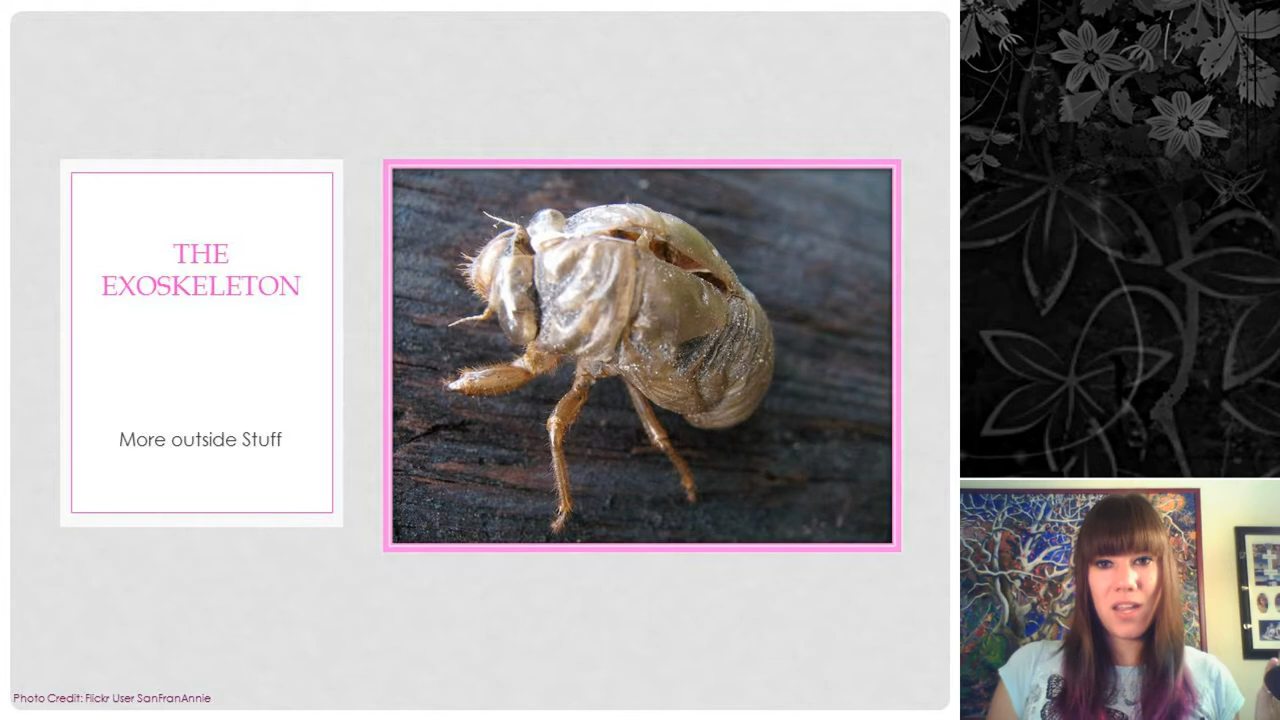 THE
EXOSKELETON
More outside Stuff
Photo Credit: Flickr User SanFranAnnie